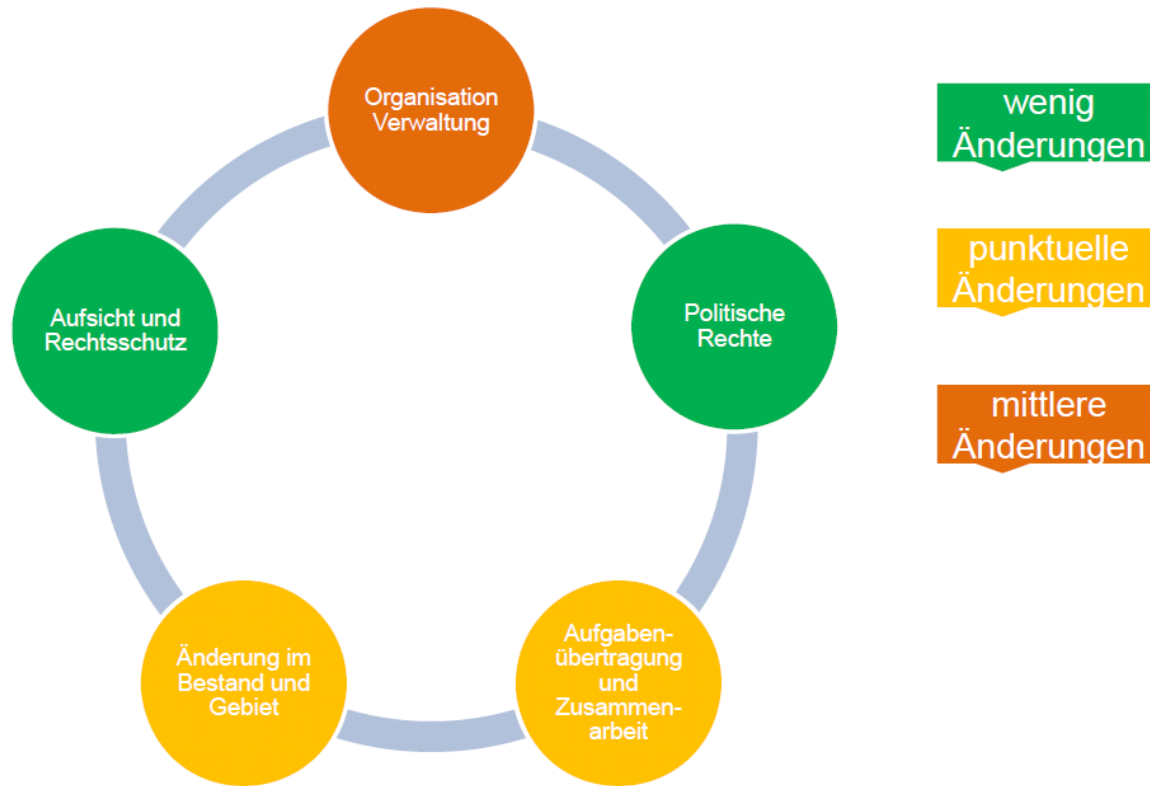 Organisation
Verwaltung
Politische
Rechte
Aufgaben-
übertragung
und
Zusammen-
arbeit
Änderung im
Bestand und
Gebiet
Aufsicht und
Rechtsschutz
wenig
Änderungen
punktuelle
Änderungen
mittlere
Änderungen